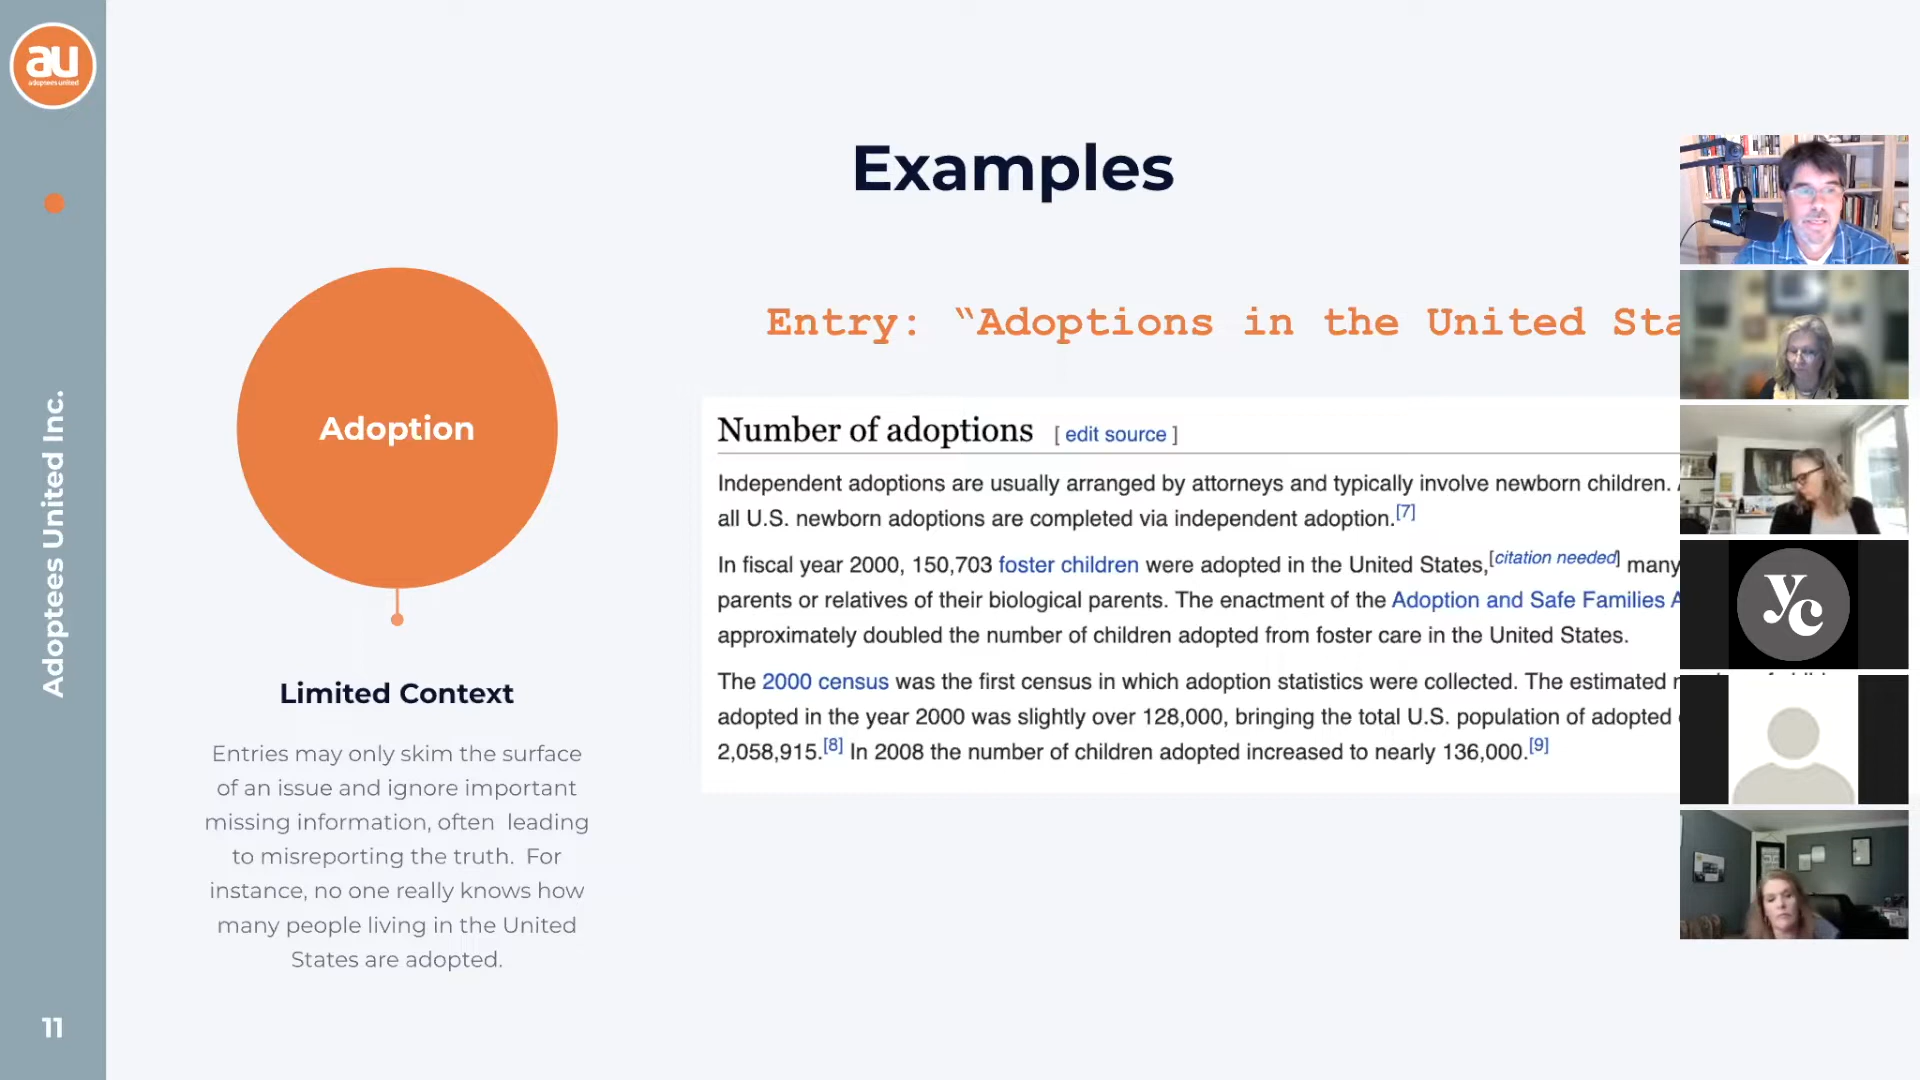 au
adoptees united
Adoptees United Inc.
11
Examples
Adoption
Limited Context
Entries may only skim the surface
of an issue and ignore important
missing information, often leading
to misreporting the truth. For
instance, no one really knows how
many people living in the United
States are adopted.
Entry: “Adoptions in the United Sta
Number of adoptions [ edit source ]
Independent adoptions are usually arranged by attorneys and typically involve newborn children.
all U.S. newborn adoptions are completed via independent adoption.[7]
In fiscal year 2000, 150,703 foster children were adopted in the United States,[citation needed] many
parents or relatives of their biological parents. The enactment of the Adoption and Safe Families
approximately doubled the number of children adopted from foster care in the United States.
The 2000 census was the first census in which adoption statistics were collected. The estimated
adopted in the year 2000 was slightly over 128,000, bringing the total U.S. population of adopted
2,058,915.[8] In 2008 the number of children adopted increased to nearly 136,000.[9]
yc